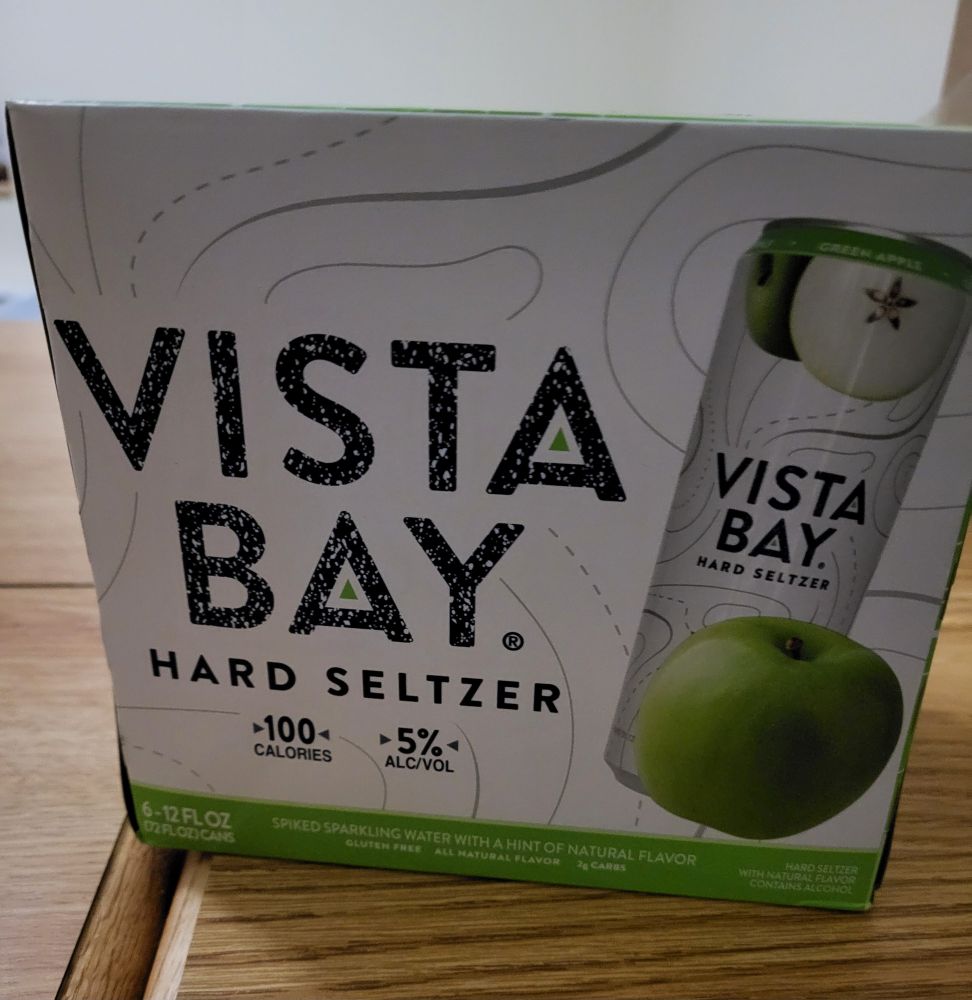 VISTA
BAY®
HARD SELTZER
▸100◂
CALORIES
▸5%◂
ALC/VOL
6-12 FL OZ
(72 FL OZ) CANS
SPIKED SPARKLING WATER WITH A HINT OF NATURAL FLAVOR
GLUTEN FREE ALL NATURAL FLAVOR 2g CARBS
HARD SELTZER
WITH NATURAL FLAVOR
CONTAINS ALCOHOL
GREEN APPLE
VISTA
BAY®
HARD SELTZER